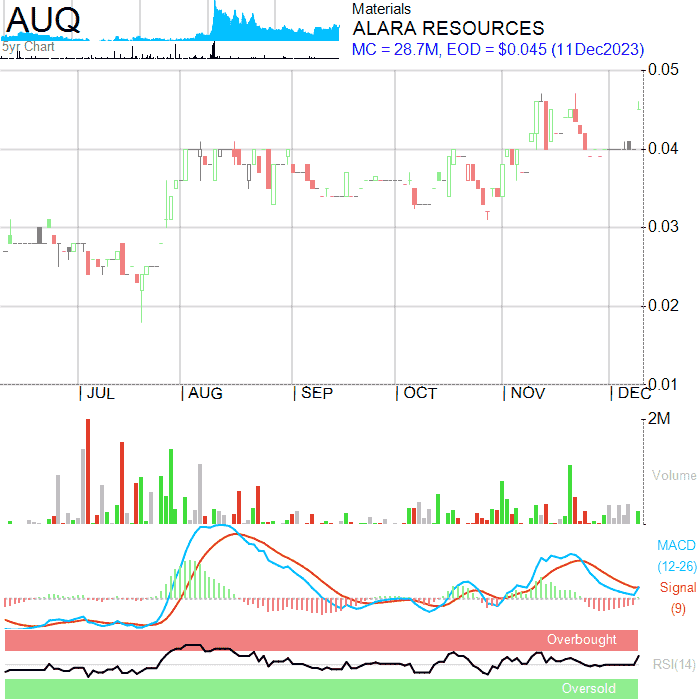 AUQ
5yr Chart
Materials
ALARA RESOURCES
MC = 28.7M, EOD = $0.045 (11Dec2023)
0.05
0.04
0.03
0.02
0.01
JUL AUG SEP OCT NOV DEC
2M
Volume
MACD
(12-26)
Signal
(9)
Overbought
RSI(14)
Oversold